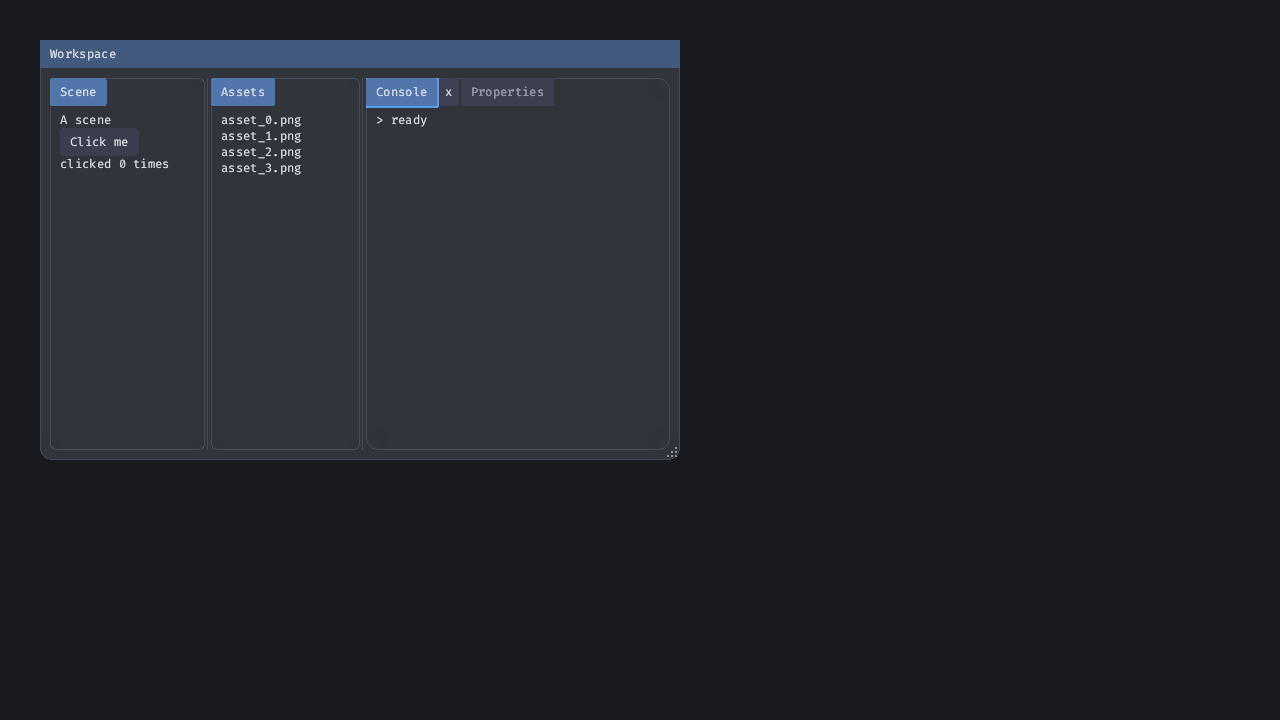 Workspace
Scene
A scene
Click me
clicked 0 times
Assets
asset_0.png
asset_1.png
asset_2.png
asset_3.png
Console x Properties
> ready